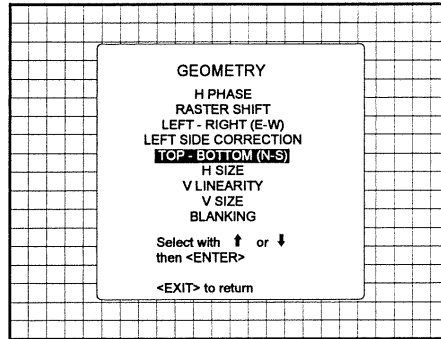 GEOMETRY
H PHASE
RASTER SHIFT
LEFT - RIGHT (E-W)
LEFT SIDE CORRECTION
TOP - BOTTOM (N-S)
H SIZE
V LINEARITY
V SIZE
BLANKING
Select with ↑ or ↓
then <ENTER>
<EXIT> to return